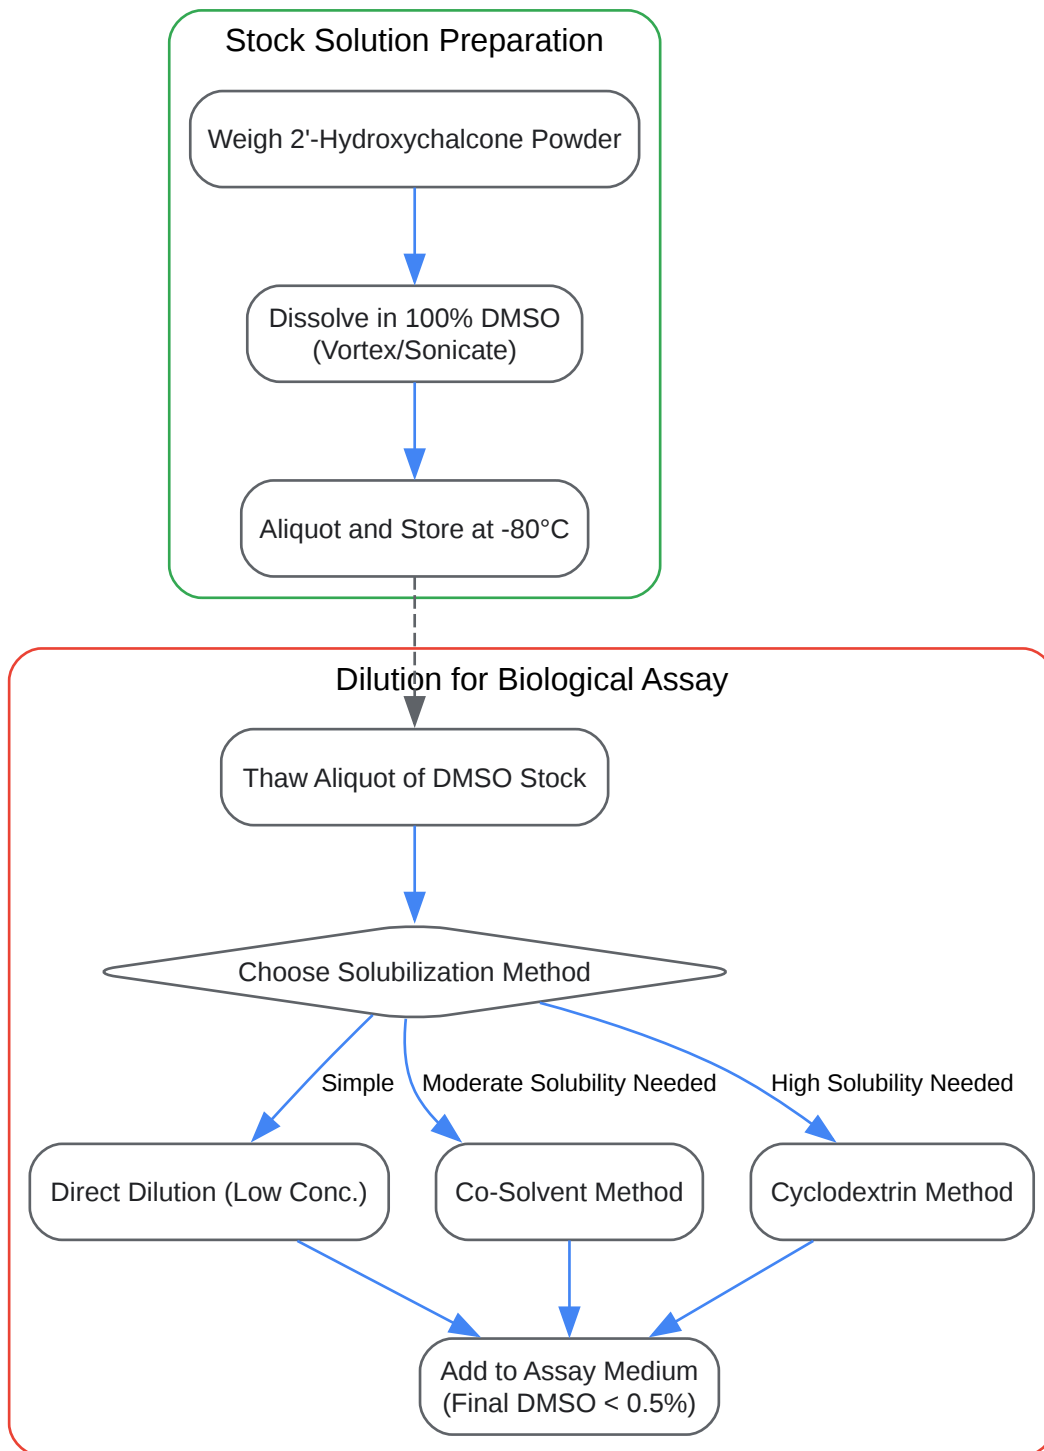 Stock Solution Preparation
Weigh 2'-Hydroxychalcone Powder
Dissolve in 100% DMSO
(Vortex/Sonicate)
Aliquot and Store at -80°C
Dilution for Biological Assay
Thaw Aliquot of DMSO Stock
Choose Solubilization Method
Simple
Moderate Solubility Needed
High Solubility Needed
Direct Dilution (Low Conc.)
Co-Solvent Method
Cyclodextrin Method
Add to Assay Medium
(Final DMSO < 0.5%)